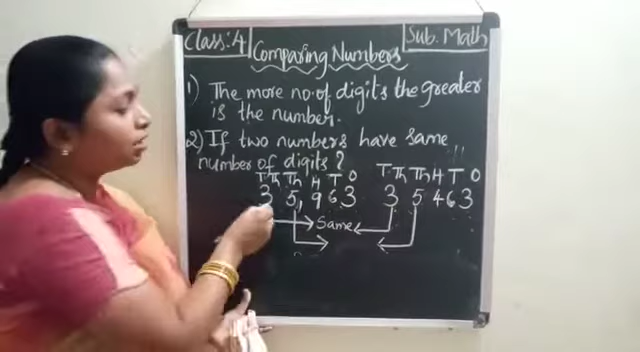 Class: 4
Comparing Numbers
Sub. Math
1) The more no. of digits the greater
is the number.
2) If two numbers have same
number of digits?
T.Th Th H T O
3 5,9 6 3
T.Th Th H T O
3 5 4 6 3
Same